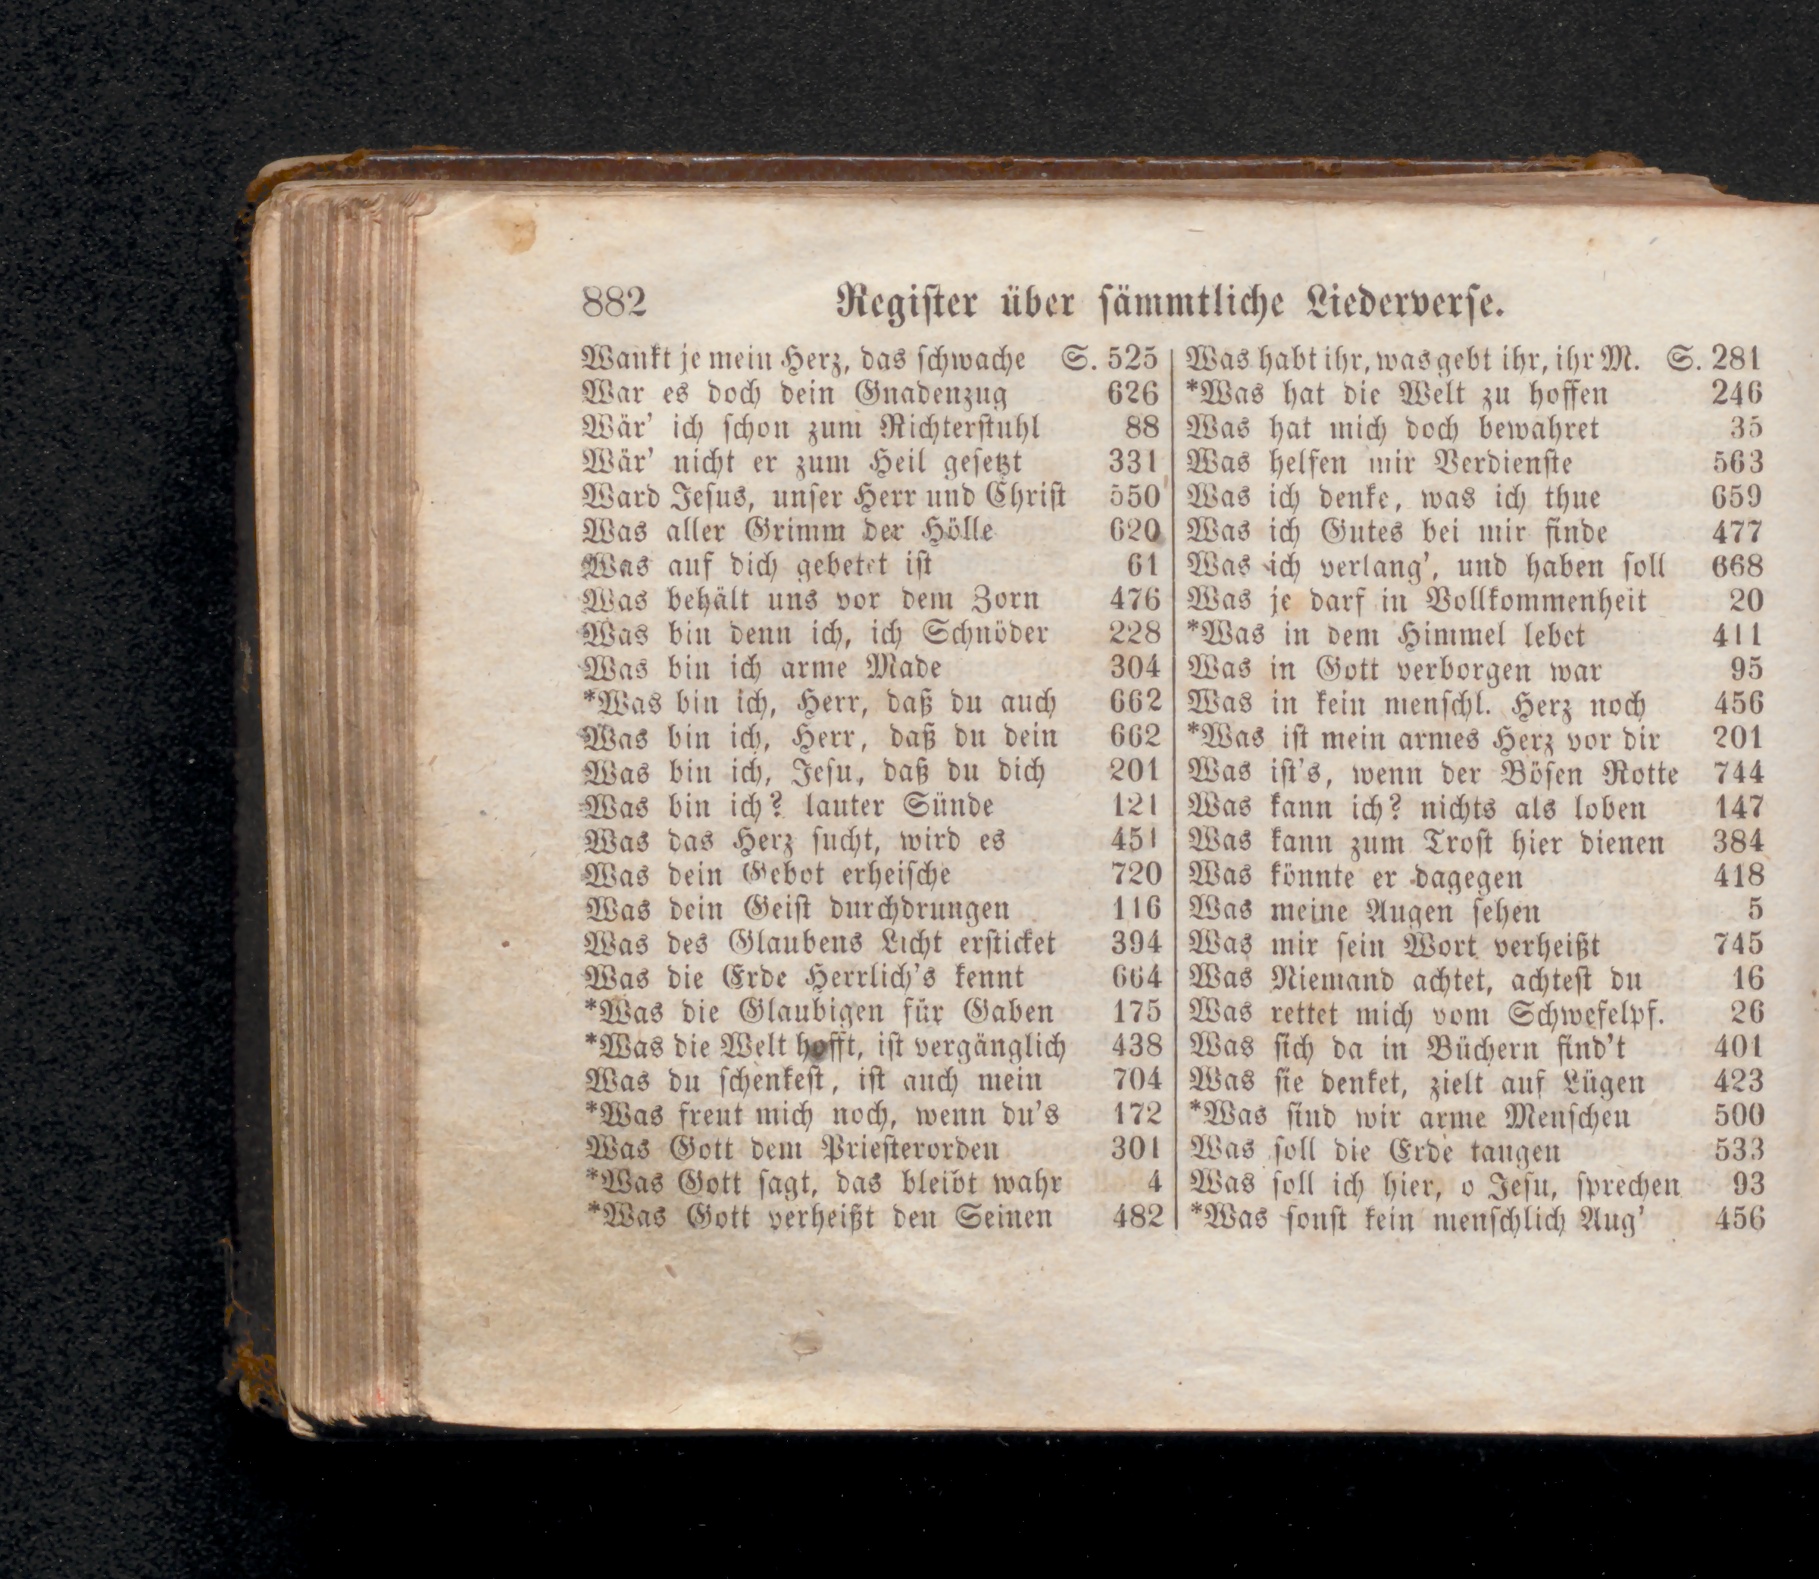 882 Register über sämmtliche Liederverse.
Wankt je mein Herz, das schwache S. 525
War es doch dein Gnadenzug 626
Wär' ich schon zum Richterstuhl 88
Wär' nicht er zum Heil gesetzt 331
Ward Jesus, unser Herr und Christ 550
Was aller Grimm der Hölle 620
Was auf dich gebetet ist 61
Was behält uns vor dem Zorn 476
Was bin denn ich, ich Schnöder 228
Was bin ich arme Made 304
*Was bin ich, Herr, daß du auch 662
Was bin ich, Herr, daß du dein 662
Was bin ich, Jesu, daß du dich 201
Was bin ich? lauter Sünde 121
Was das Herz sucht, wird es 451
Was dein Gebot erheische 720
Was dein Geist durchdrungen 116
Was des Glaubens Licht ersticket 394
Was die Erde Herrlich's kennt 664
*Was die Glaubigen für Gaben 175
*Was die Welt hofft, ist vergänglich 438
Was du schenkest, ist auch mein 704
*Was freut mich noch, wenn du's 172
Was Gott dem Priesterorden 301
*Was Gott sagt, das bleibt wahr 4
*Was Gott verheißt den Seinen 482
Was habt ihr, was gebt ihr, ihr M. S. 281
*Was hat die Welt zu hoffen 246
Was hat mich doch bewahret 35
Was helfen mir Verdienste 563
Was ich denke, was ich thue 659
Was ich Gutes bei mir finde 477
Was ich verlang', und haben soll 668
Was je darf in Vollkommenheit 20
*Was in dem Himmel lebet 411
Was in Gott verborgen war 95
Was in kein menschl. Herz noch 456
*Was ist mein armes Herz vor dir 201
Was ist's, wenn der Bösen Rotte 744
Was kann ich? nichts als loben 147
Was kann zum Trost hier dienen 384
Was könnte er dagegen 418
Was meine Augen sehen 5
Was mir sein Wort verheißt 745
Was Niemand achtet, achtest du 16
Was rettet mich vom Schwefelpf. 26
Was sich da in Büchern find't 401
Was sie denket, zielt auf Lügen 423
*Was sind wir arme Menschen 500
Was soll die Erde taugen 533
Was soll ich hier, o Jesu, sprechen 93
*Was sonst kein menschlich Aug' 456